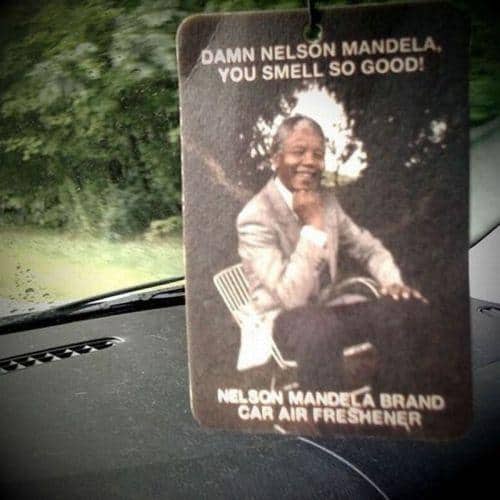 DAMN NELSON MANDELA,
YOU SMELL SO GOOD!
NELSON MANDELA BRAND
CAR AIR FRESHENER